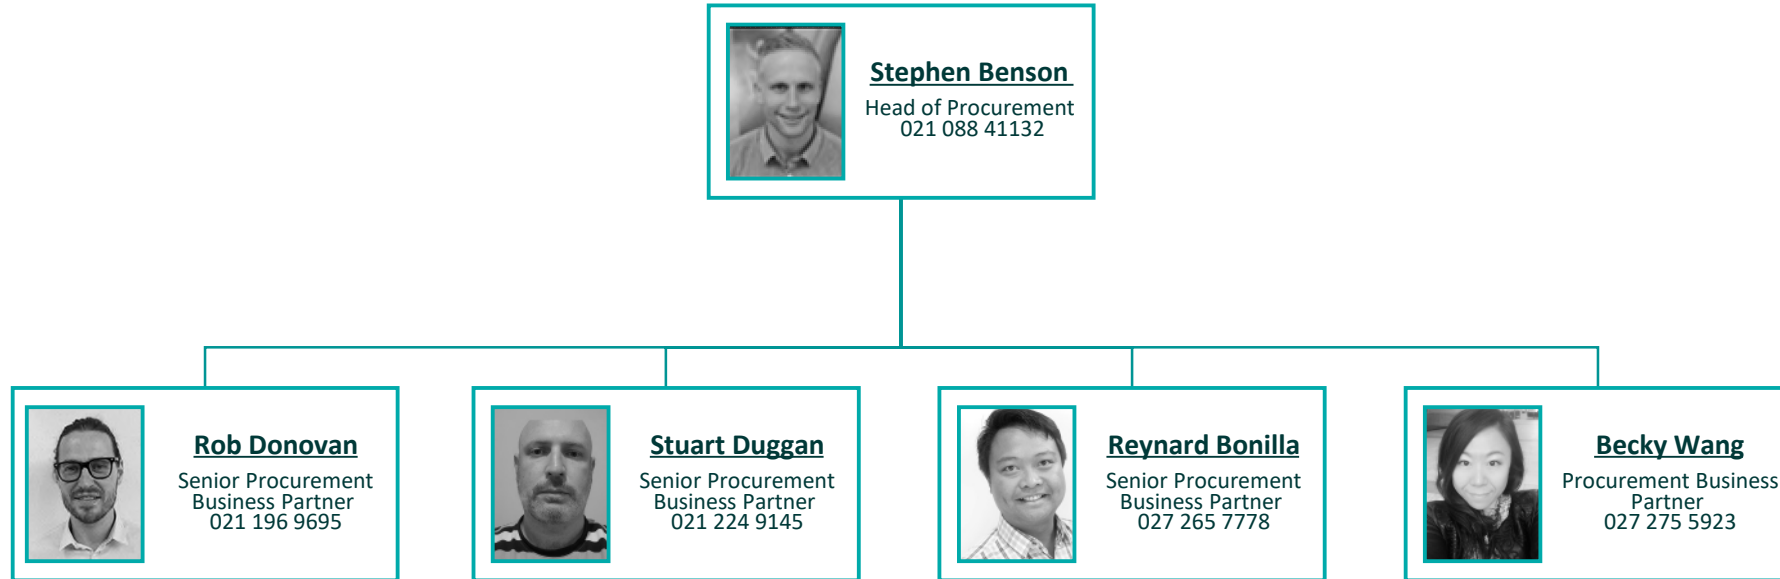 Stephen Benson
Head of Procurement
021 088 41132
Rob Donovan
Senior Procurement
Business Partner
021 196 9695
Stuart Duggan
Senior Procurement
Business Partner
021 224 9145
Reynard Bonilla
Senior Procurement
Business Partner
027 265 7778
Becky Wang
Procurement Business
Partner
027 275 5923